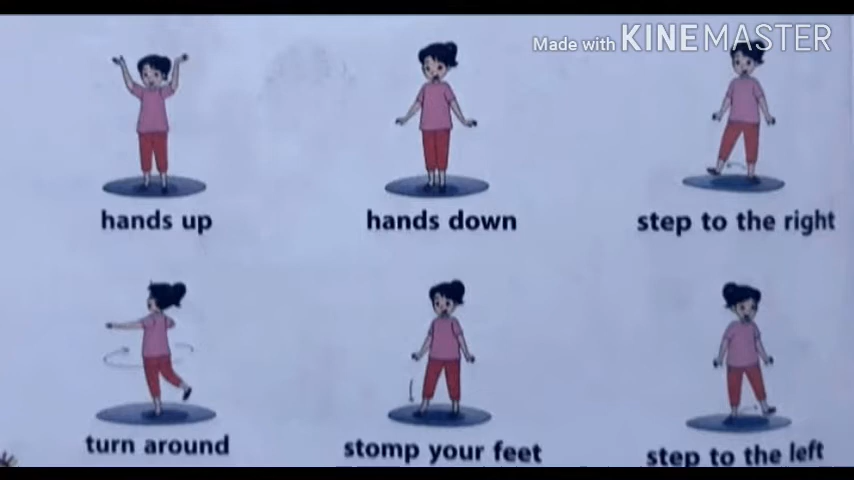 Made with KINEMASTER
hands up
hands down
step to the right
turn around
stomp your feet
step to the left